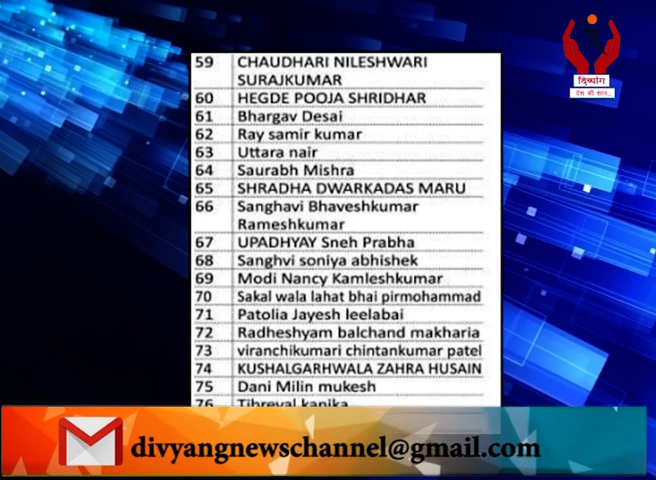 दिव्यांग
देश की शान..
59 CHAUDHARI NILESHWARI
SURAJKUMAR
60 HEGDE POOJA SHRIDHAR
61 Bhargav Desai
62 Ray samir kumar
63 Uttara nair
64 Saurabh Mishra
65 SHRADHA DWARKADAS MARU
66 Sanghavi Bhaveshkumar
Rameshkumar
67 UPADHYAY Sneh Prabha
68 Sanghvi soniya abhishek
69 Modi Nancy Kamleshkumar
70 Sakal wala lahat bhai pirmohammad
71 Patolia Jayesh leelabai
72 Radheshyam balchand makharia
73 viranchikumari chintankumar patel
74 KUSHALGARHWALA ZAHRA HUSAIN
75 Dani Milin mukesh
76 kanika
divyangnewschannel@gmail.com